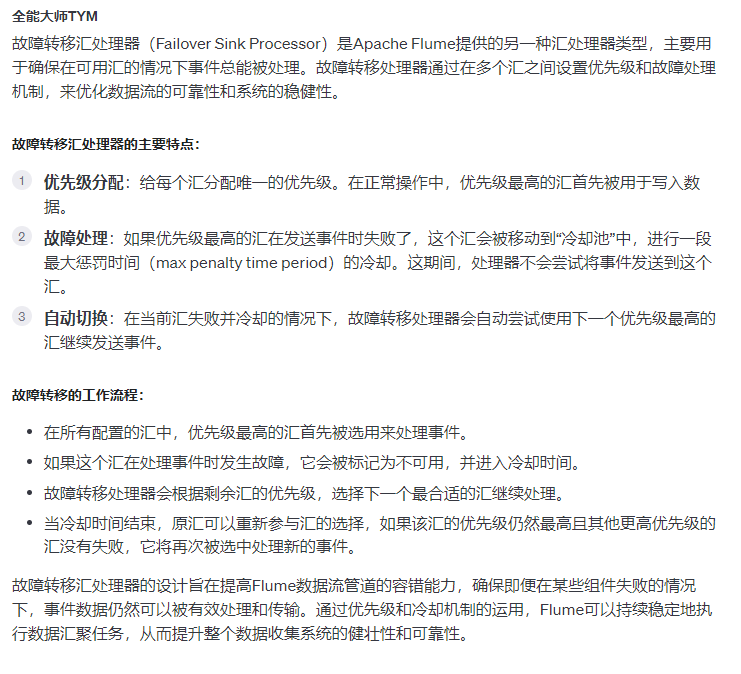 全能大师TYM
故障转移汇处理器（Failover Sink Processor）是Apache Flume提供的另一种汇处理器类型，主要用
于确保在可用汇的情况下事件总能被处理。故障转移处理器通过在多个汇之间设置优先级和故障处理
机制，来优化数据流的可靠性和系统的稳健性。
故障转移汇处理器的主要特点：
1 优先级分配：给每个汇分配唯一的优先级。在正常操作中，优先级最高的汇首先被用于写入数
据。
2 故障处理：如果优先级最高的汇在发送事件时失败了，这个汇会被移动到“冷却池”中，进行一段
最大惩罚时间（max penalty time period）的冷却。这期间，处理器不会尝试将事件发送到这个
汇。
3 自动切换：在当前汇失败并冷却的情况下，故障转移处理器会自动尝试使用下一个优先级最高的
汇继续发送事件。
故障转移的工作流程：
• 在所有配置的汇中，优先级最高的汇首先被选用来处理事件。
• 如果这个汇在处理事件时发生故障，它会被标记为不可用，并进入冷却时间。
• 故障转移处理器会根据剩余汇的优先级，选择下一个最合适的汇继续处理。
• 当冷却时间结束，原汇可以重新参与汇的选择，如果该汇的优先级仍然最高且其他更高优先级的
汇没有失败，它将再次被选中处理新的事件。
故障转移汇处理器的设计旨在提高Flume数据流管道的容错能力，确保即便在某些组件失败的情况
下，事件数据仍然可以被有效处理和传输。通过优先级和冷却机制的运用，Flume可以持续稳定地执
行数据汇聚任务，从而提升整个数据收集系统的健壮性和可靠性。